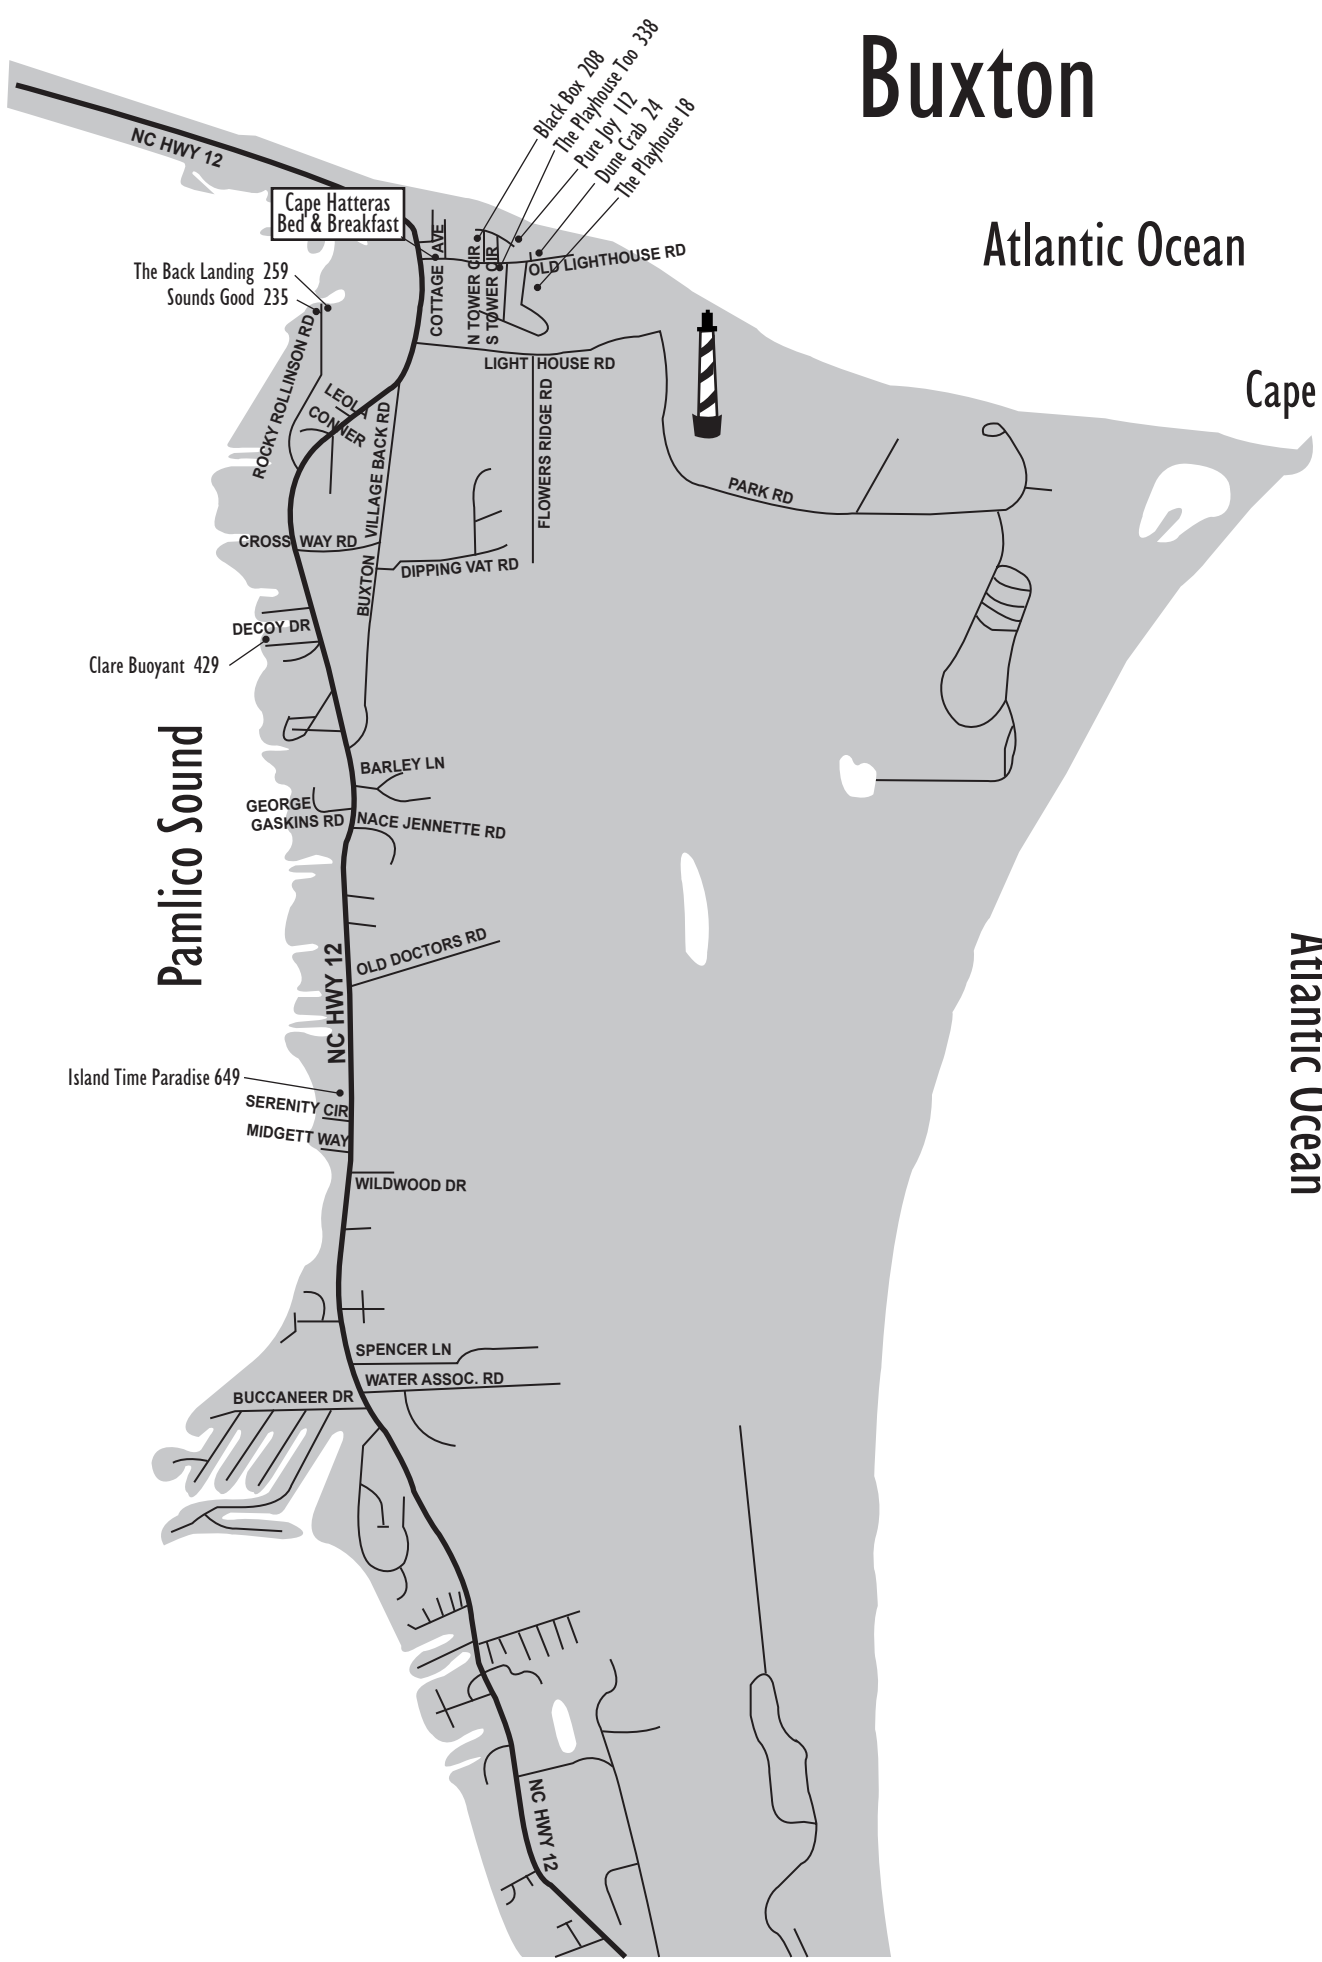 Buxton
Black Box 208
The Playhouse Too 338
Pure Joy 112
Dune Crab 24
The Playhouse 18
NC HWY 12
Cape Hatteras
Bed & Breakfast
Atlantic Ocean
The Back Landing 259
Sounds Good 235
COTTAGE AVE
N TOWER CIR
S TOWER CIR
OLD LIGHTHOUSE RD
LIGHT HOUSE RD
Cape
ROCKY ROLLINSON RD
LEOLA
CONNER
BUXTON VILLAGE BACK RD
FLOWERS RIDGE RD
PARK RD
CROSS WAY RD
DIPPING VAT RD
DECOY DR
Clare Buoyant 429
Pamlico Sound
BARLEY LN
GEORGE
GASKINS RD
NACE JENNETTE RD
OLD DOCTORS RD
NC HWY 12
Atlantic Ocean
Island Time Paradise 649
SERENITY CIR
MIDGETT WAY
WILDWOOD DR
SPENCER LN
WATER ASSOC. RD
BUCCANEER DR
NC HWY 12